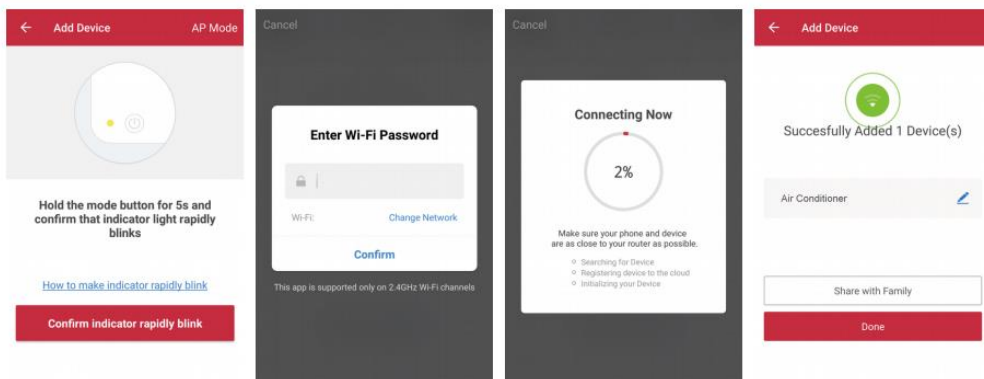 Add Device
AP Mode
Hold the mode button for 5s and
confirm that indicator light rapidly
blinks
How to make indicator rapidly blink
Confirm indicator rapidly blink
Cancel
Enter Wi-Fi Password
Wi-Fi:
Change Network
Confirm
This app is supported only on 2.4GHz Wi-Fi channels
Cancel
Connecting Now
2%
Make sure your phone and device
are as close to your router as possible.
Searching for Device
Registering device to the cloud
Initializing your Device
Add Device
Succesfully Added 1 Device(s)
Air Conditioner
Share with Family
Done